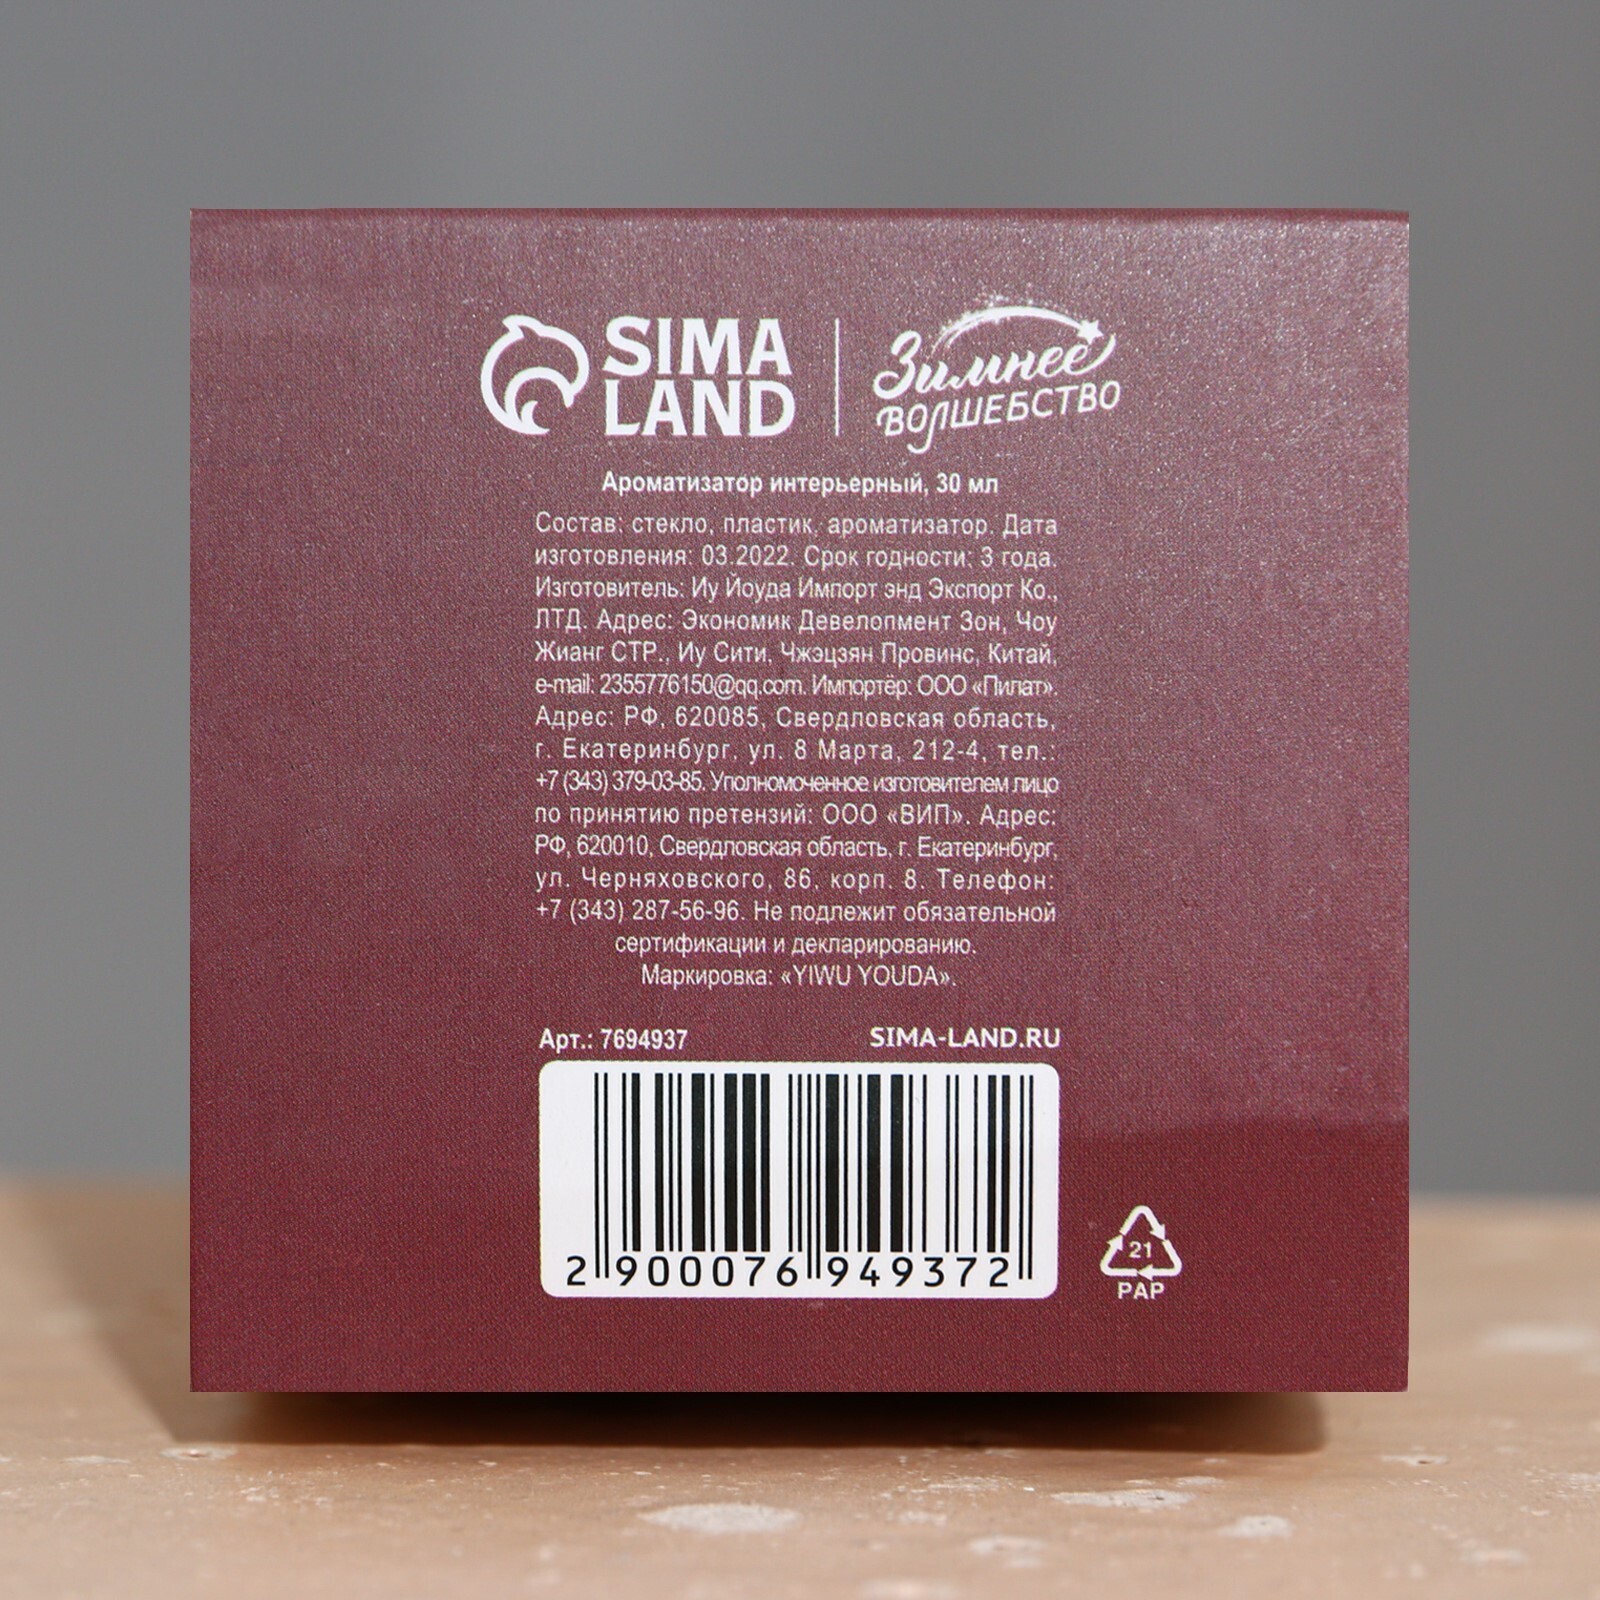 SIMA LAND
Зимнее ВОЛШЕБСТВО
Ароматизатор интерьерный, 30 мл
Состав: стекло, пластик, ароматизатор. Дата
изготовления: 03.2022. Срок годности: 3 года.
Изготовитель: Иу Йоуда Импорт энд Экспорт Ко.,
ЛТД. Адрес: Экономик Девелопмент Зон, Чоу
Жианг СТР., Иу Сити, Чжэцзян Провинс, Китай,
e-mail: 2355776150@qq.com. Импортёр: ООО «Пилат».
Адрес: РФ, 620085, Свердловская область,
г. Екатеринбург, ул. 8 Марта, 212-4, тел.:
+7 (343) 379-03-85. Уполномоченное изготовителем лицо
по принятию претензий: ООО «ВИП». Адрес:
РФ, 620010, Свердловская область, г. Екатеринбург,
ул. Черняховского, 86, корп. 8. Телефон:
+7 (343) 287-56-96. Не подлежит обязательной
сертификации и декларированию.
Маркировка: «YIWU YOUDA».
Арт.: 7694937
SIMA-LAND.RU
2 900076 949372
21
PAP